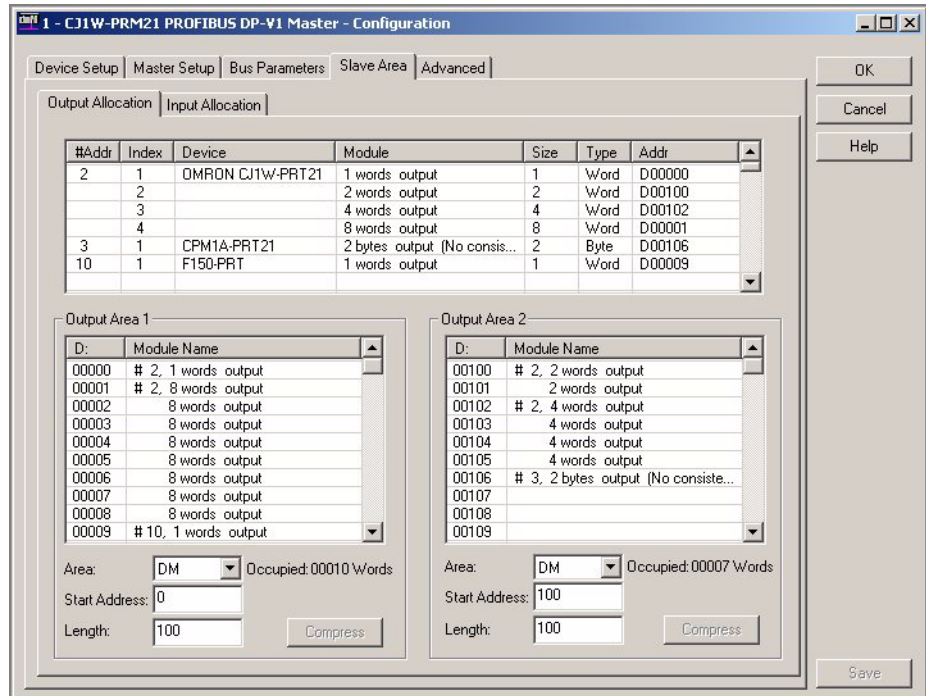 1 - CJ1W-PRM21 PROFIBUS DP-V1 Master - Configuration
Device Setup Master Setup Bus Parameters Slave Area Advanced
OK
Cancel
Help
Output Allocation Input Allocation
#Addr Index Device Module Size Type Addr
2 1 OMRON CJ1W-PRT21 1 words output 1 Word D00000
2 2 words output 2 Word D00100
3 4 words output 4 Word D00102
4 8 words output 8 Word D00001
3 1 CPM1A-PRT21 2 bytes output (No consis... 2 Byte D00106
10 1 F150-PRT 1 words output 1 Word D00009
Output Area 1
D: Module Name
00000 # 2, 1 words output
00001 # 2, 8 words output
00002 8 words output
00003 8 words output
00004 8 words output
00005 8 words output
00006 8 words output
00007 8 words output
00008 8 words output
00009 # 10, 1 words output
Area: DM Occupied: 00010 Words
Start Address: 0
Length: 100 Compress
Output Area 2
D: Module Name
00100 # 2, 2 words output
00101 2 words output
00102 # 2, 4 words output
00103 4 words output
00104 4 words output
00105 4 words output
00106 # 3, 2 bytes output (No consiste...
00107
00108
00109
Area: DM Occupied: 00007 Words
Start Address: 100
Length: 100 Compress
Save